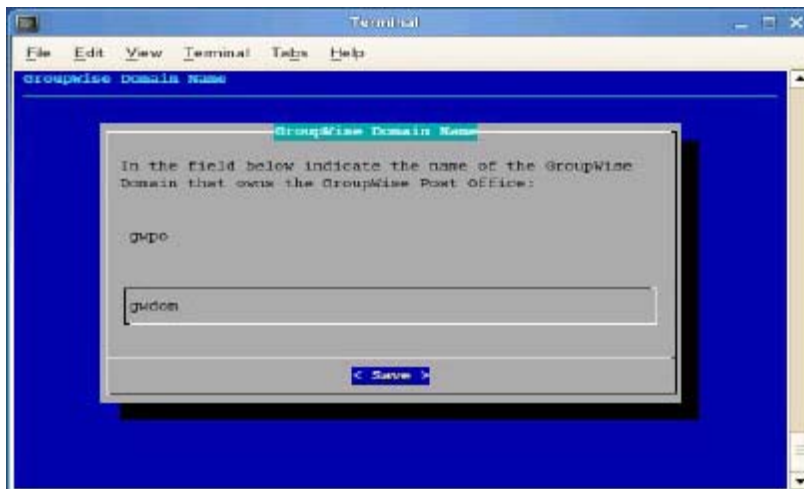 Terminal
File Edit View Terminal Tabs Help
GroupWise Domain Name
GroupWise Domain Name
In the field below indicate the name of the GroupWise
Domain that owns the GroupWise Post Office:
gwpo
gwdom
< Save >